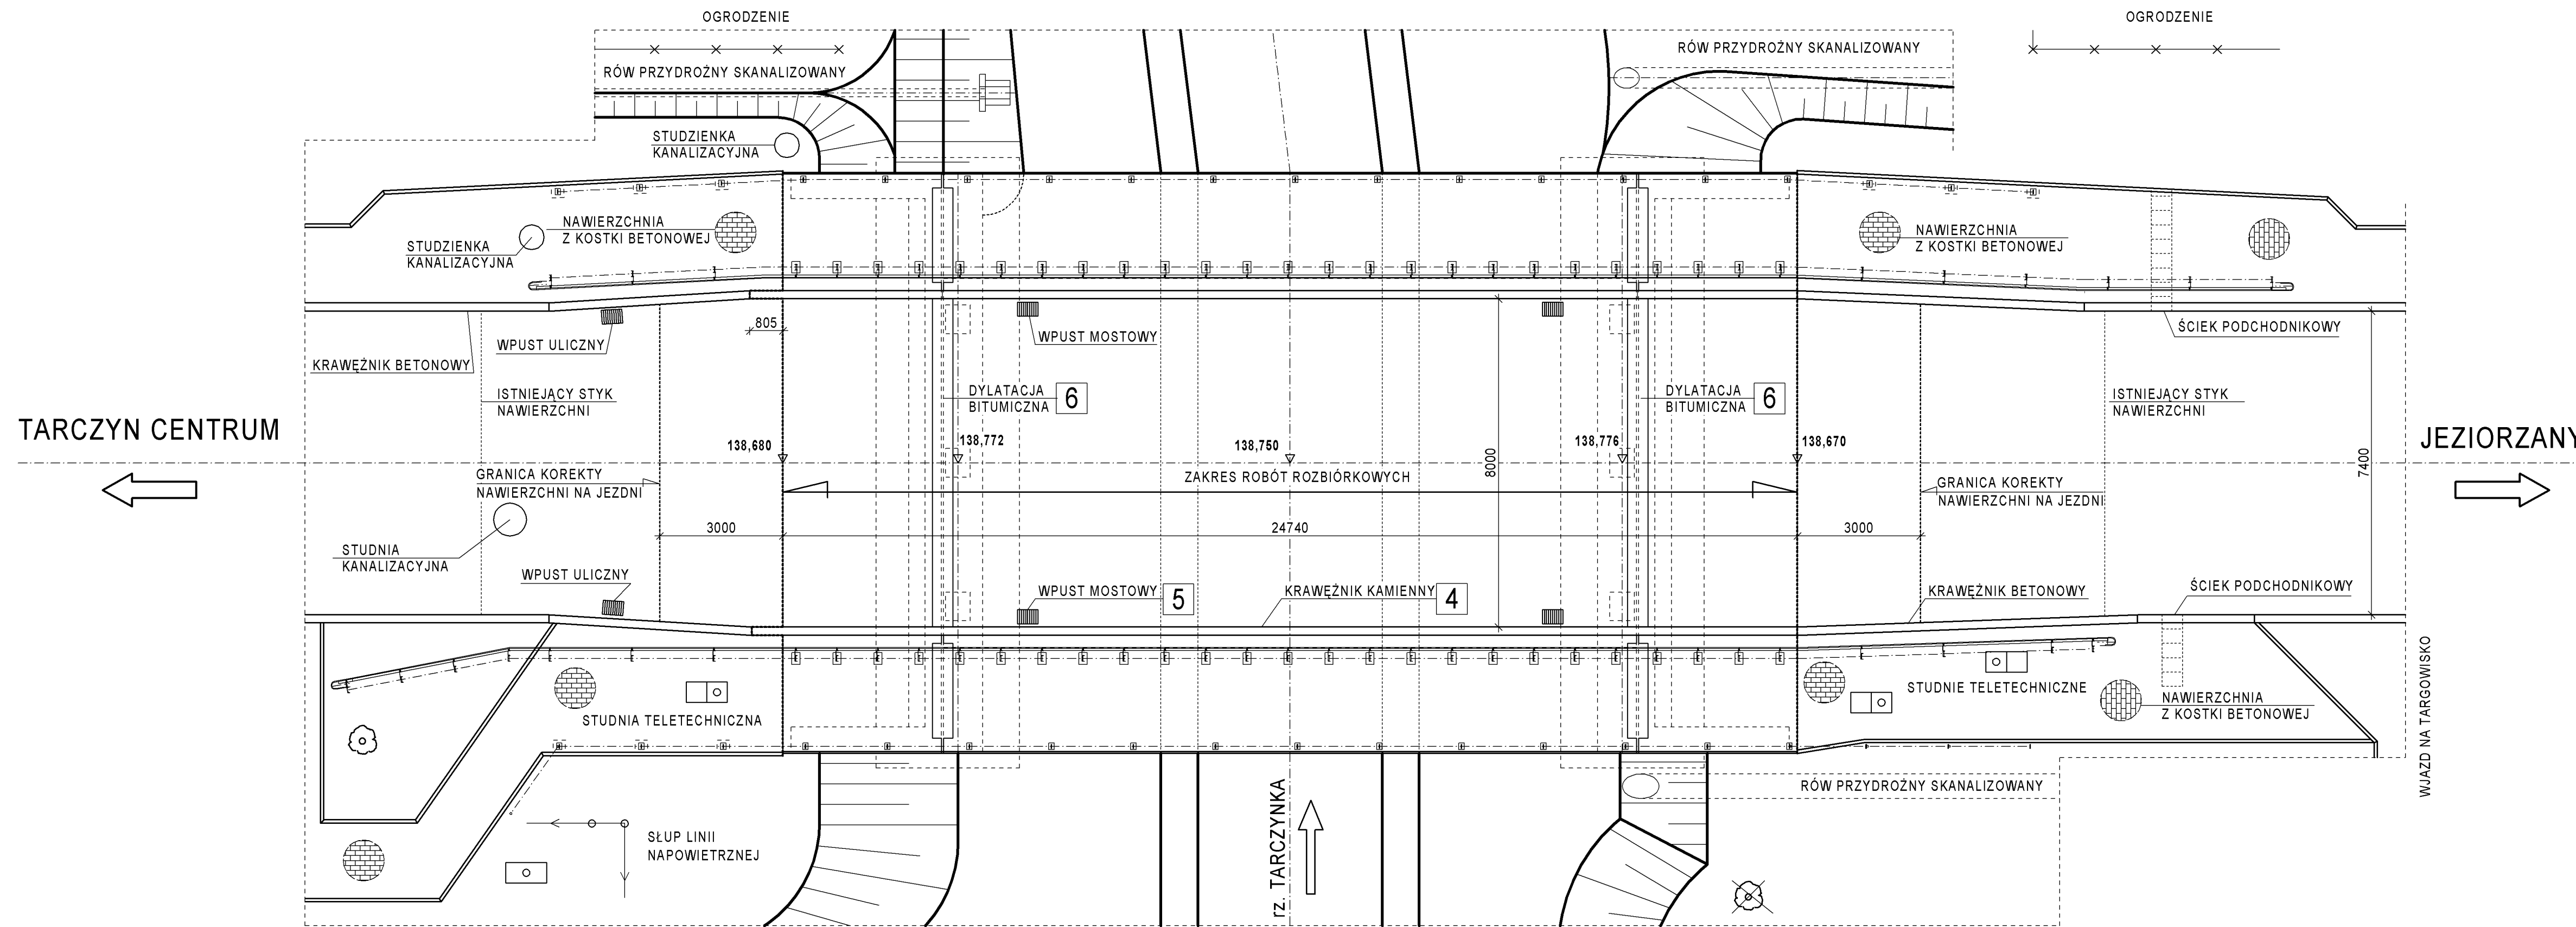 OGRODZENIE
OGRODZENIE
RÓW PRZYDROŻNY SKANALIZOWANY
RÓW PRZYDROŻNY SKANALIZOWANY
STUDZIENKA
KANALIZACYJNA
NAWIERZCHNIA
Z KOSTKI BETONOWEJ
STUDZIENKA
KANALIZACYJNA
NAWIERZCHNIA
Z KOSTKI BETONOWEJ
805
WPUST ULICZNY
WPUST MOSTOWY
ŚCIEK PODCHODNIKOWY
KRAWĘŻNIK BETONOWY
ISTNIEJĄCY STYK
NAWIERZCHNI
DYLATACJA
BITUMICZNA 6
DYLATACJA
BITUMICZNA 6
ISTNIEJĄCY STYK
NAWIERZCHNI
TARCZYN CENTRUM
JEZIORZANY
138,680
138,772
138,750
138,776
138,670
8000
7400
GRANICA KOREKTY
NAWIERZCHNI NA JEZDNI
ZAKRES ROBÓT ROZBIÓRKOWYCH
GRANICA KOREKTY
NAWIERZCHNI NA JEZDNI
3000
24740
3000
STUDNIA
KANALIZACYJNA
WPUST ULICZNY
WPUST MOSTOWY 5
KRAWĘŻNIK KAMIENNY 4
KRAWĘŻNIK BETONOWY
ŚCIEK PODCHODNIKOWY
STUDNIA TELETECHNICZNA
STUDNIE TELETECHNICZNE
NAWIERZCHNIA
Z KOSTKI BETONOWEJ
WJAZD NA TARGOWISKO
RÓW PRZYDROŻNY SKANALIZOWANY
SŁUP LINII
NAPOWIETRZNEJ
rz. TARCZYNKA